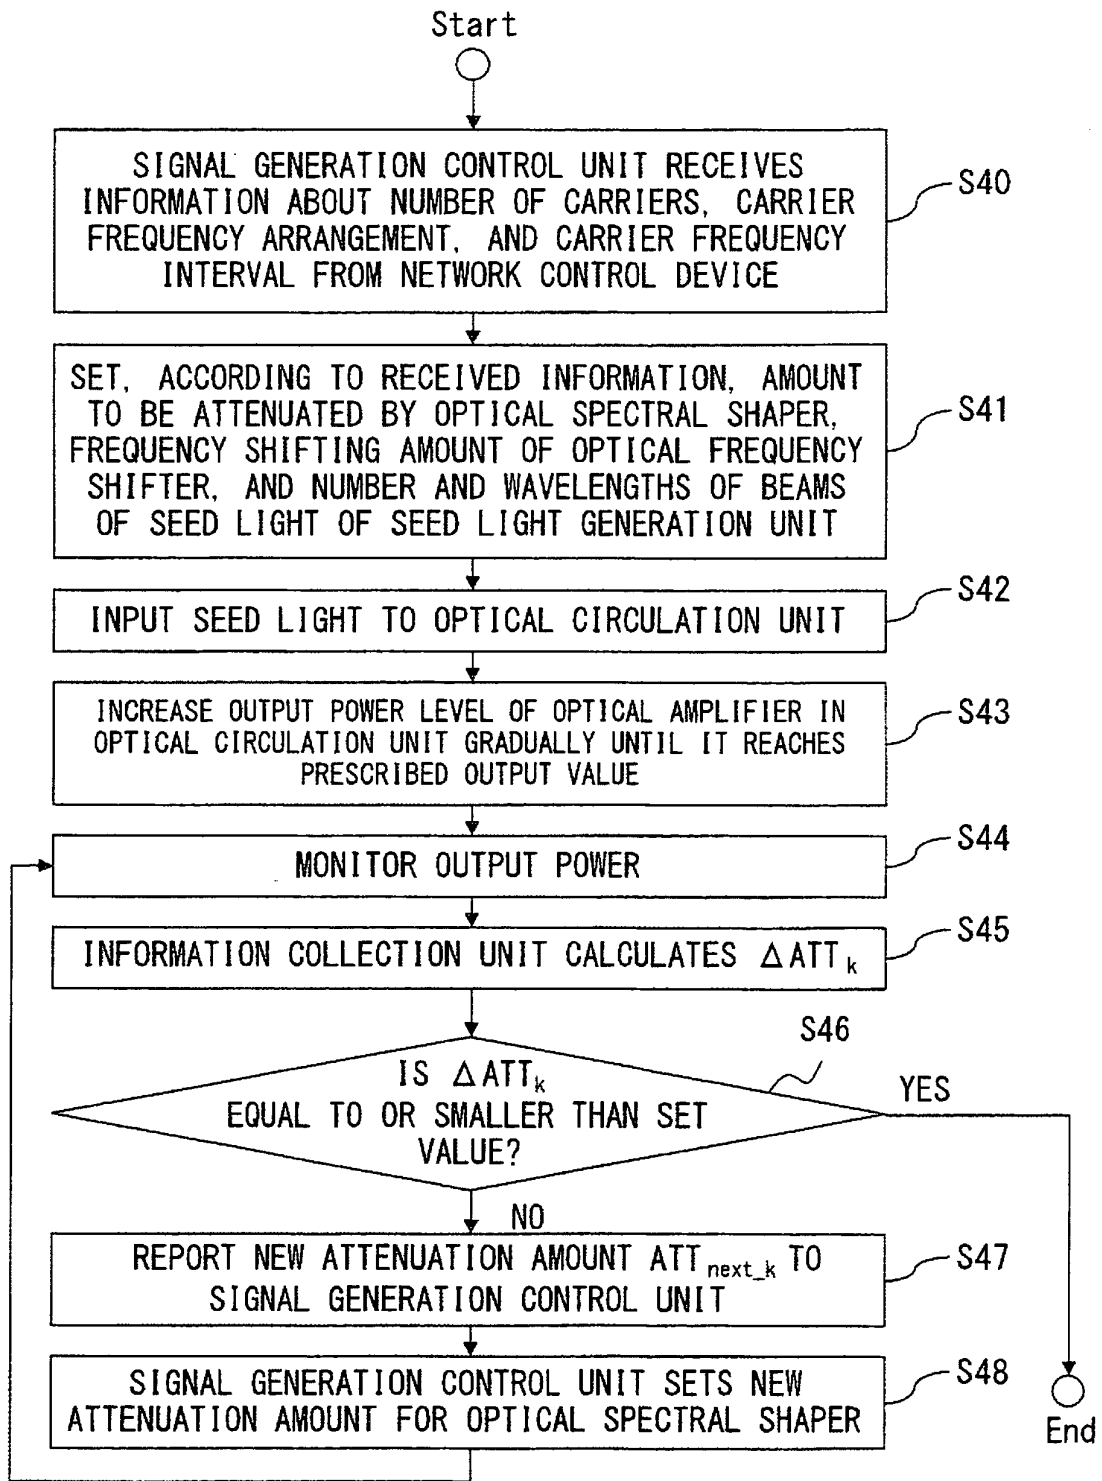 Start
SIGNAL GENERATION CONTROL UNIT RECEIVES
INFORMATION ABOUT NUMBER OF CARRIERS, CARRIER
FREQUENCY ARRANGEMENT, AND CARRIER FREQUENCY
INTERVAL FROM NETWORK CONTROL DEVICE
S40
SET, ACCORDING TO RECEIVED INFORMATION, AMOUNT
TO BE ATTENUATED BY OPTICAL SPECTRAL SHAPER,
FREQUENCY SHIFTING AMOUNT OF OPTICAL FREQUENCY
SHIFTER, AND NUMBER AND WAVELENGTHS OF BEAMS
OF SEED LIGHT OF SEED LIGHT GENERATION UNIT
S41
INPUT SEED LIGHT TO OPTICAL CIRCULATION UNIT
S42
INCREASE OUTPUT POWER LEVEL OF OPTICAL AMPLIFIER IN
OPTICAL CIRCULATION UNIT GRADUALLY UNTIL IT REACHES
PRESCRIBED OUTPUT VALUE
S43
MONITOR OUTPUT POWER
S44
INFORMATION COLLECTION UNIT CALCULATES ΔATTk
S45
IS ΔATTk
EQUAL TO OR SMALLER THAN SET
VALUE?
S46
YES
NO
REPORT NEW ATTENUATION AMOUNT ATTnext_k TO
SIGNAL GENERATION CONTROL UNIT
S47
SIGNAL GENERATION CONTROL UNIT SETS NEW
ATTENUATION AMOUNT FOR OPTICAL SPECTRAL SHAPER
S48
End